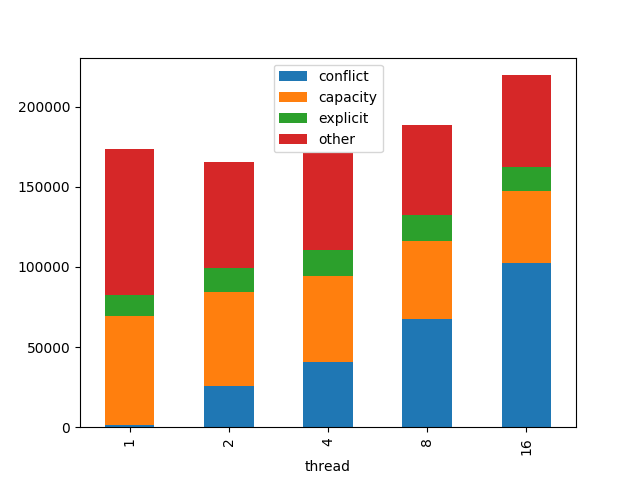 conflict
capacity
explicit
other
200000
150000
100000
50000
0
1
2
4
8
16
thread